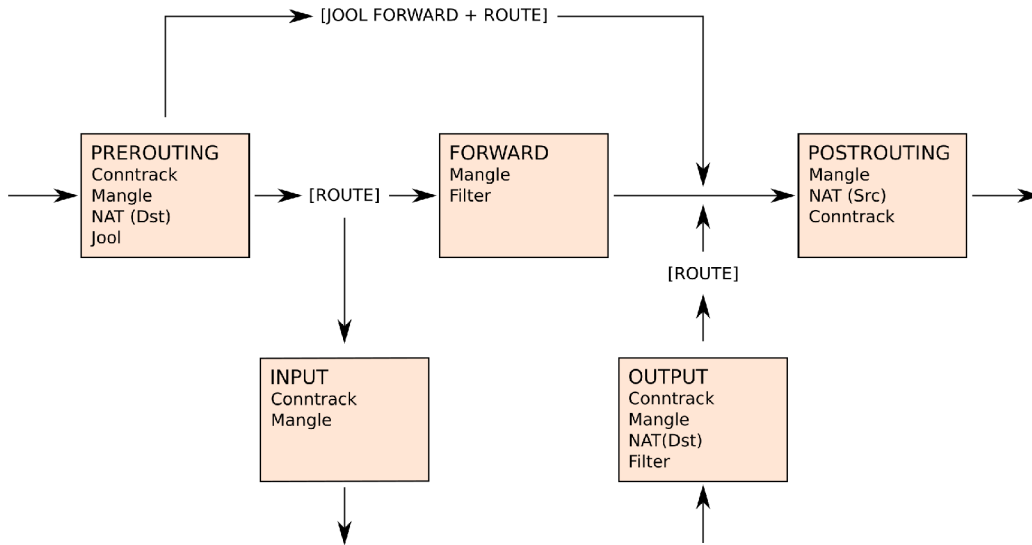 [JOOL FORWARD + ROUTE]
PREROUTING
Conntrack
Mangle
NAT (Dst)
Jool
[ROUTE]
FORWARD
Mangle
Filter
POSTROUTING
Mangle
NAT (Src)
Conntrack
[ROUTE]
INPUT
Conntrack
Mangle
OUTPUT
Conntrack
Mangle
NAT(Dst)
Filter